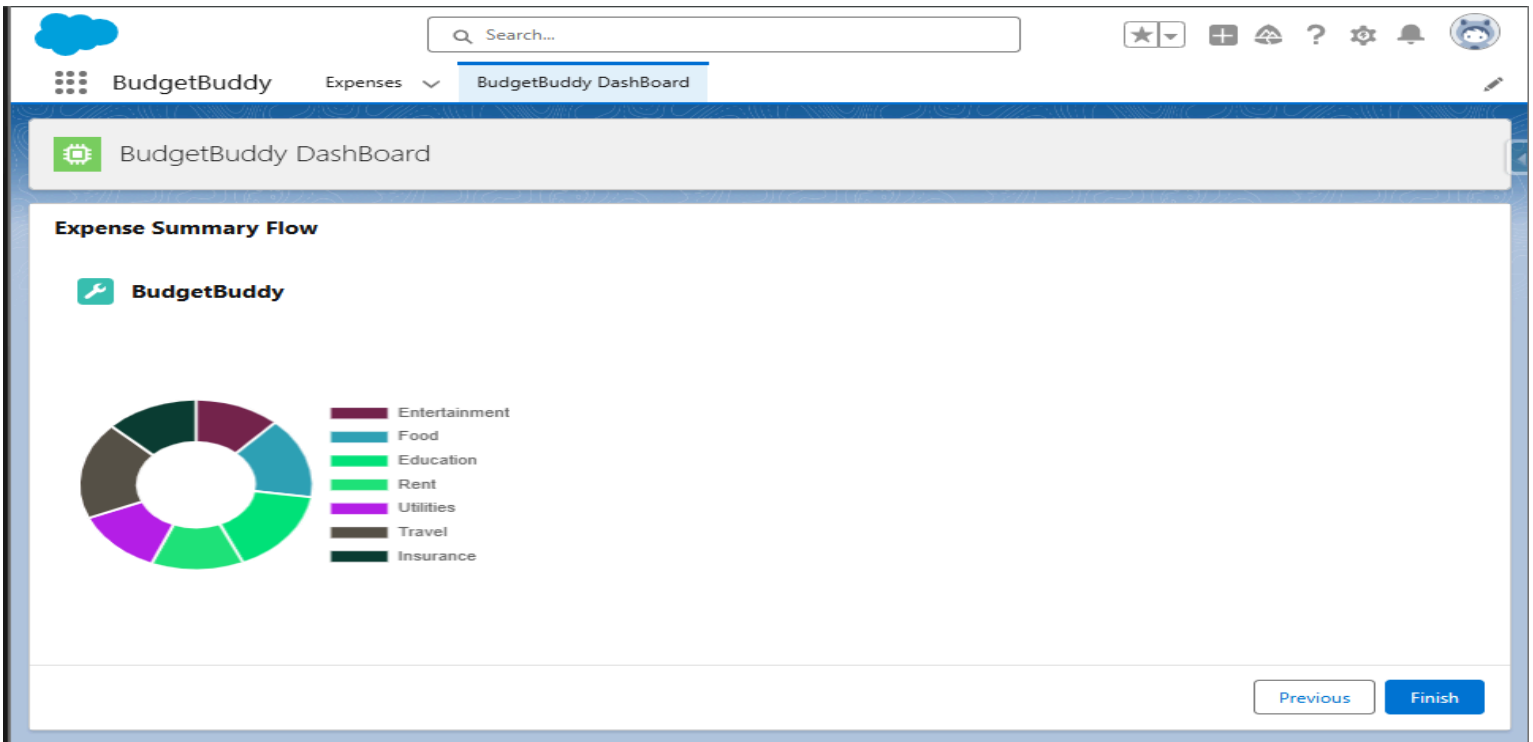 Search...
BudgetBuddy Expenses BudgetBuddy DashBoard
BudgetBuddy DashBoard
Expense Summary Flow
BudgetBuddy
Entertainment
Food
Education
Rent
Utilities
Travel
Insurance
Previous Finish